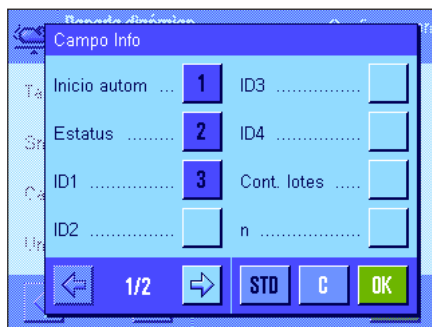 Campo Info
Inicio autom ... 1
ID3 ................
Estatus ......... 2
ID4 ................
ID1 ................ 3
Cont. lotes .....
ID2 ................
n ...................
1/2
STD
C
OK